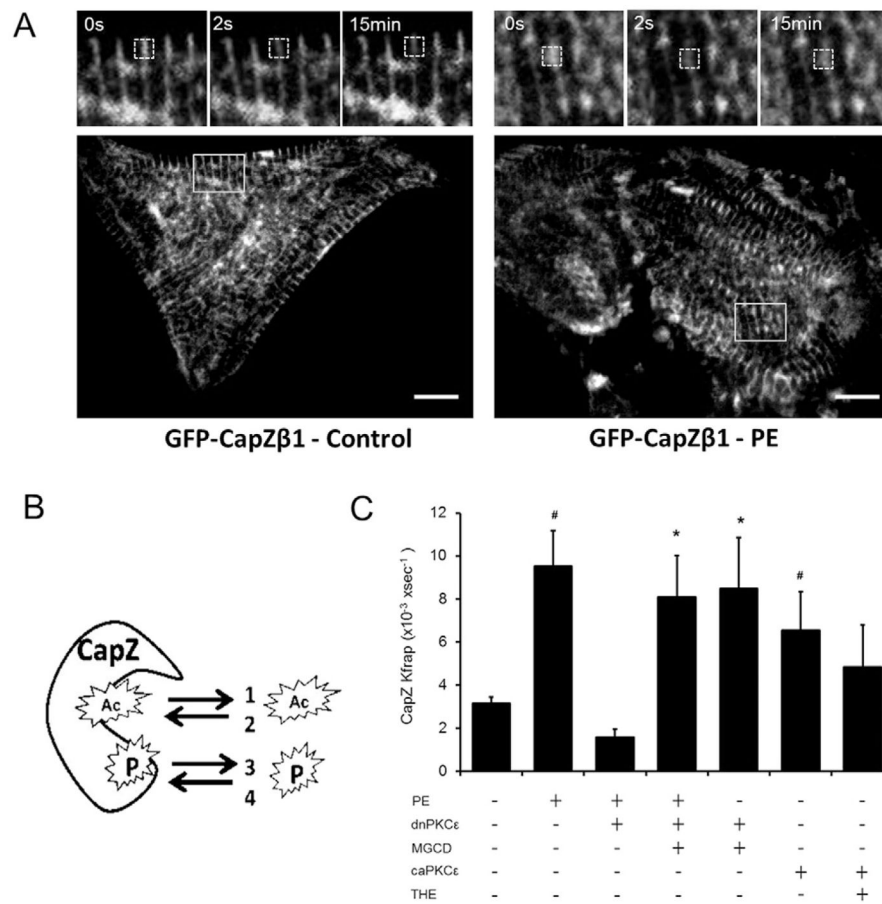 A
0s
2s
15min
0s
2s
15min
GFP-CapZβ1 - Control
GFP-CapZβ1 - PE
B
CapZ
Ac
1
2
Ac
P
3
4
P
C
CapZ Kfrap (x10⁻³ xsec⁻¹)
12
10
8
6
4
2
0
#
*
*
#
PE - + + + - - -
dnPKCε - - + + + - -
MGCD - - - + + - -
caPKCε - - - - - + +
THE - - - - - - +